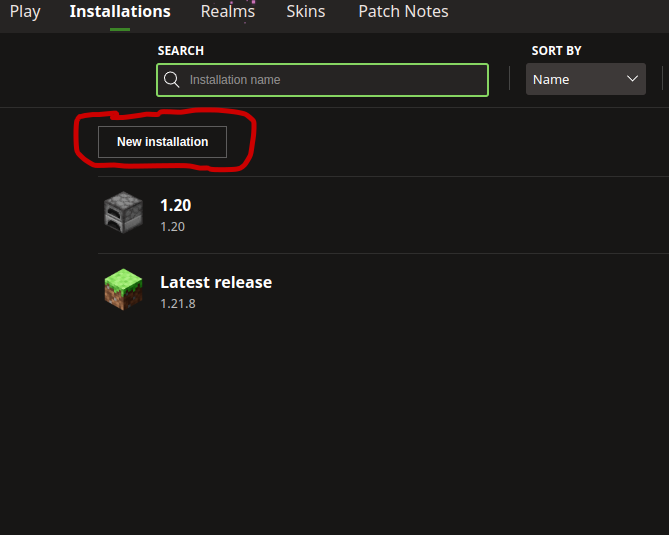 Play Installations Realms Skins Patch Notes
SEARCH SORT BY
Installation name Name
New installation
1.20
1.20
Latest release
1.21.8